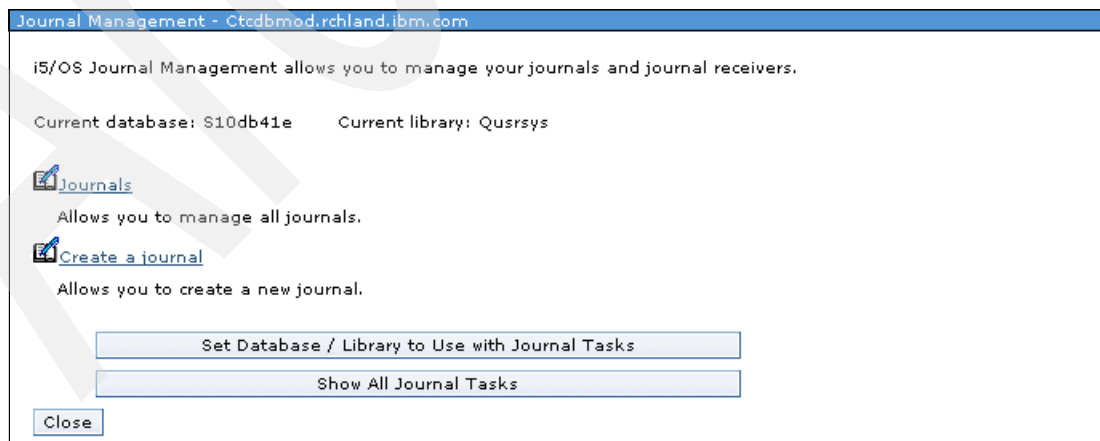 Journal Management - Ctcdbmod.rchland.ibm.com
i5/OS Journal Management allows you to manage your journals and journal receivers.
Current database: S10db41e Current library: Qusrsys
Journals
Allows you to manage all journals.
Create a journal
Allows you to create a new journal.
Set Database / Library to Use with Journal Tasks
Show All Journal Tasks
Close